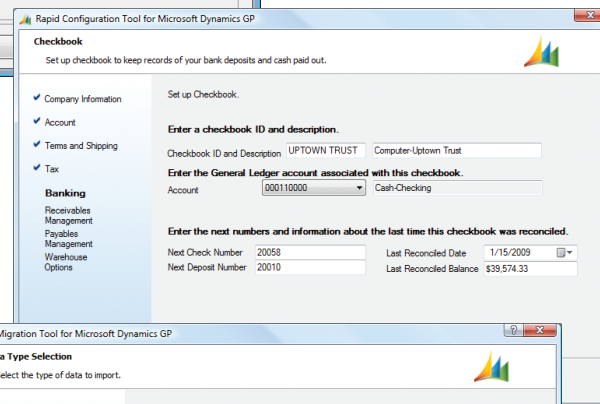 Rapid Configuration Tool for Microsoft Dynamics GP
Checkbook
Set up checkbook to keep records of your bank deposits and cash paid out.
Company Information
Account
Terms and Shipping
Tax
Banking
Receivables
Management
Payables
Management
Warehouse
Options
Set up Checkbook.
Enter a checkbook ID and description.
Checkbook ID and Description UPTOWN TRUST Computer-Uptown Trust
Enter the General Ledger account associated with this checkbook.
Account 000110000 Cash-Checking
Enter the next numbers and information about the last time this checkbook was reconciled.
Next Check Number 20058 Last Reconciled Date 1/15/2009
Next Deposit Number 20010 Last Reconciled Balance $39,574.33
Migration Tool for Microsoft Dynamics GP
a Type Selection
elect the type of data to import.